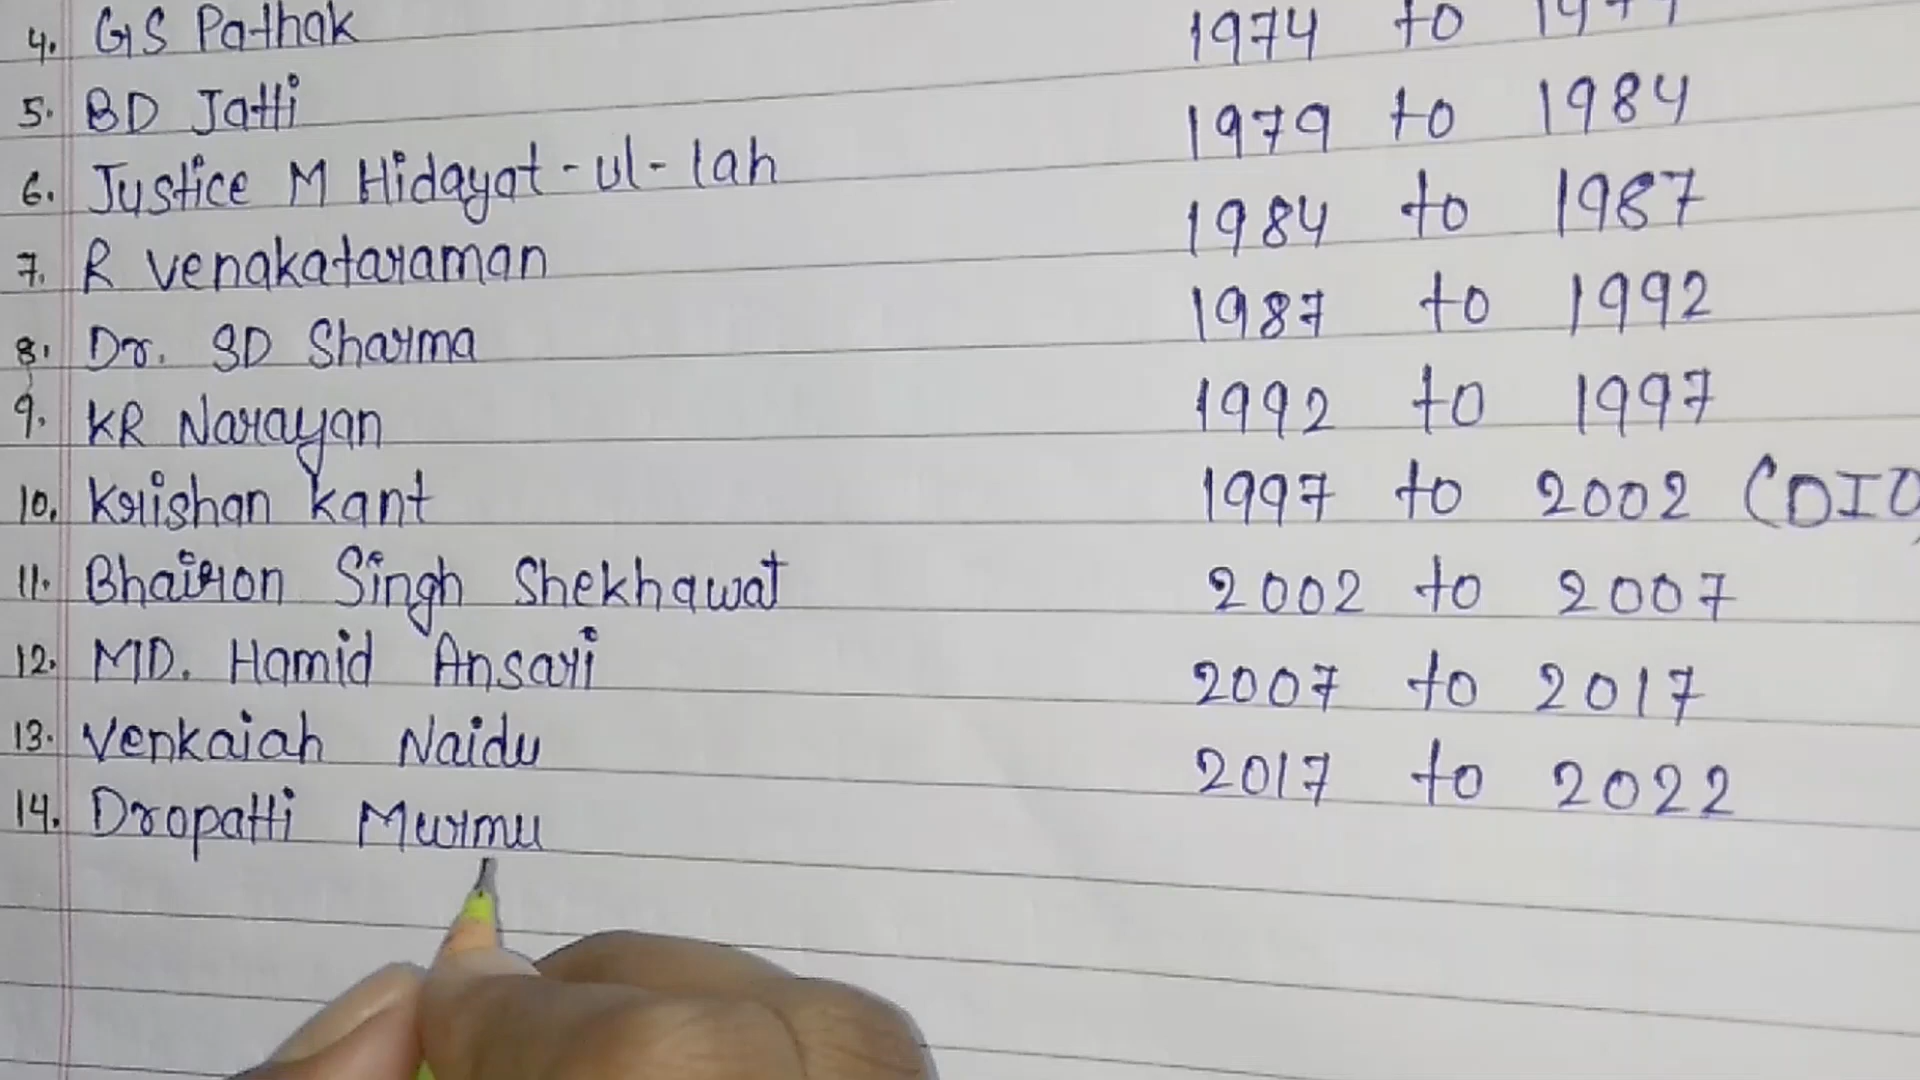 4. GS Pathak
5. BD Jatti 1974 to 1979
6. Justice M Hidayat-ul-lah 1979 to 1984
7. R Venakataraman 1984 to 1987
8. Dr. SD Sharma 1987 to 1992
9. KR Narayan 1992 to 1997
10. Krishan Kant 1997 to 2002 (DIO
11. Bhairon Singh Shekhawat 2002 to 2007
12. MD. Hamid Ansari 2007 to 2017
13. Venkaiah Naidu 2017 to 2022
14. Dropatti Murmu